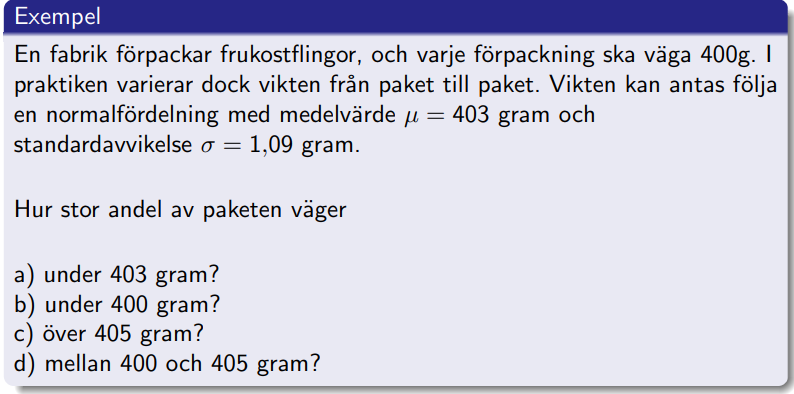 Exempel
En fabrik förpackar frukostflingor, och varje förpackning ska väga 400g. I
praktiken varierar dock vikten från paket till paket. Vikten kan antas följa
en normalfördelning med medelvärde μ = 403 gram och
standardavvikelse σ = 1,09 gram.
Hur stor andel av paketen väger
a) under 403 gram?
b) under 400 gram?
c) över 405 gram?
d) mellan 400 och 405 gram?